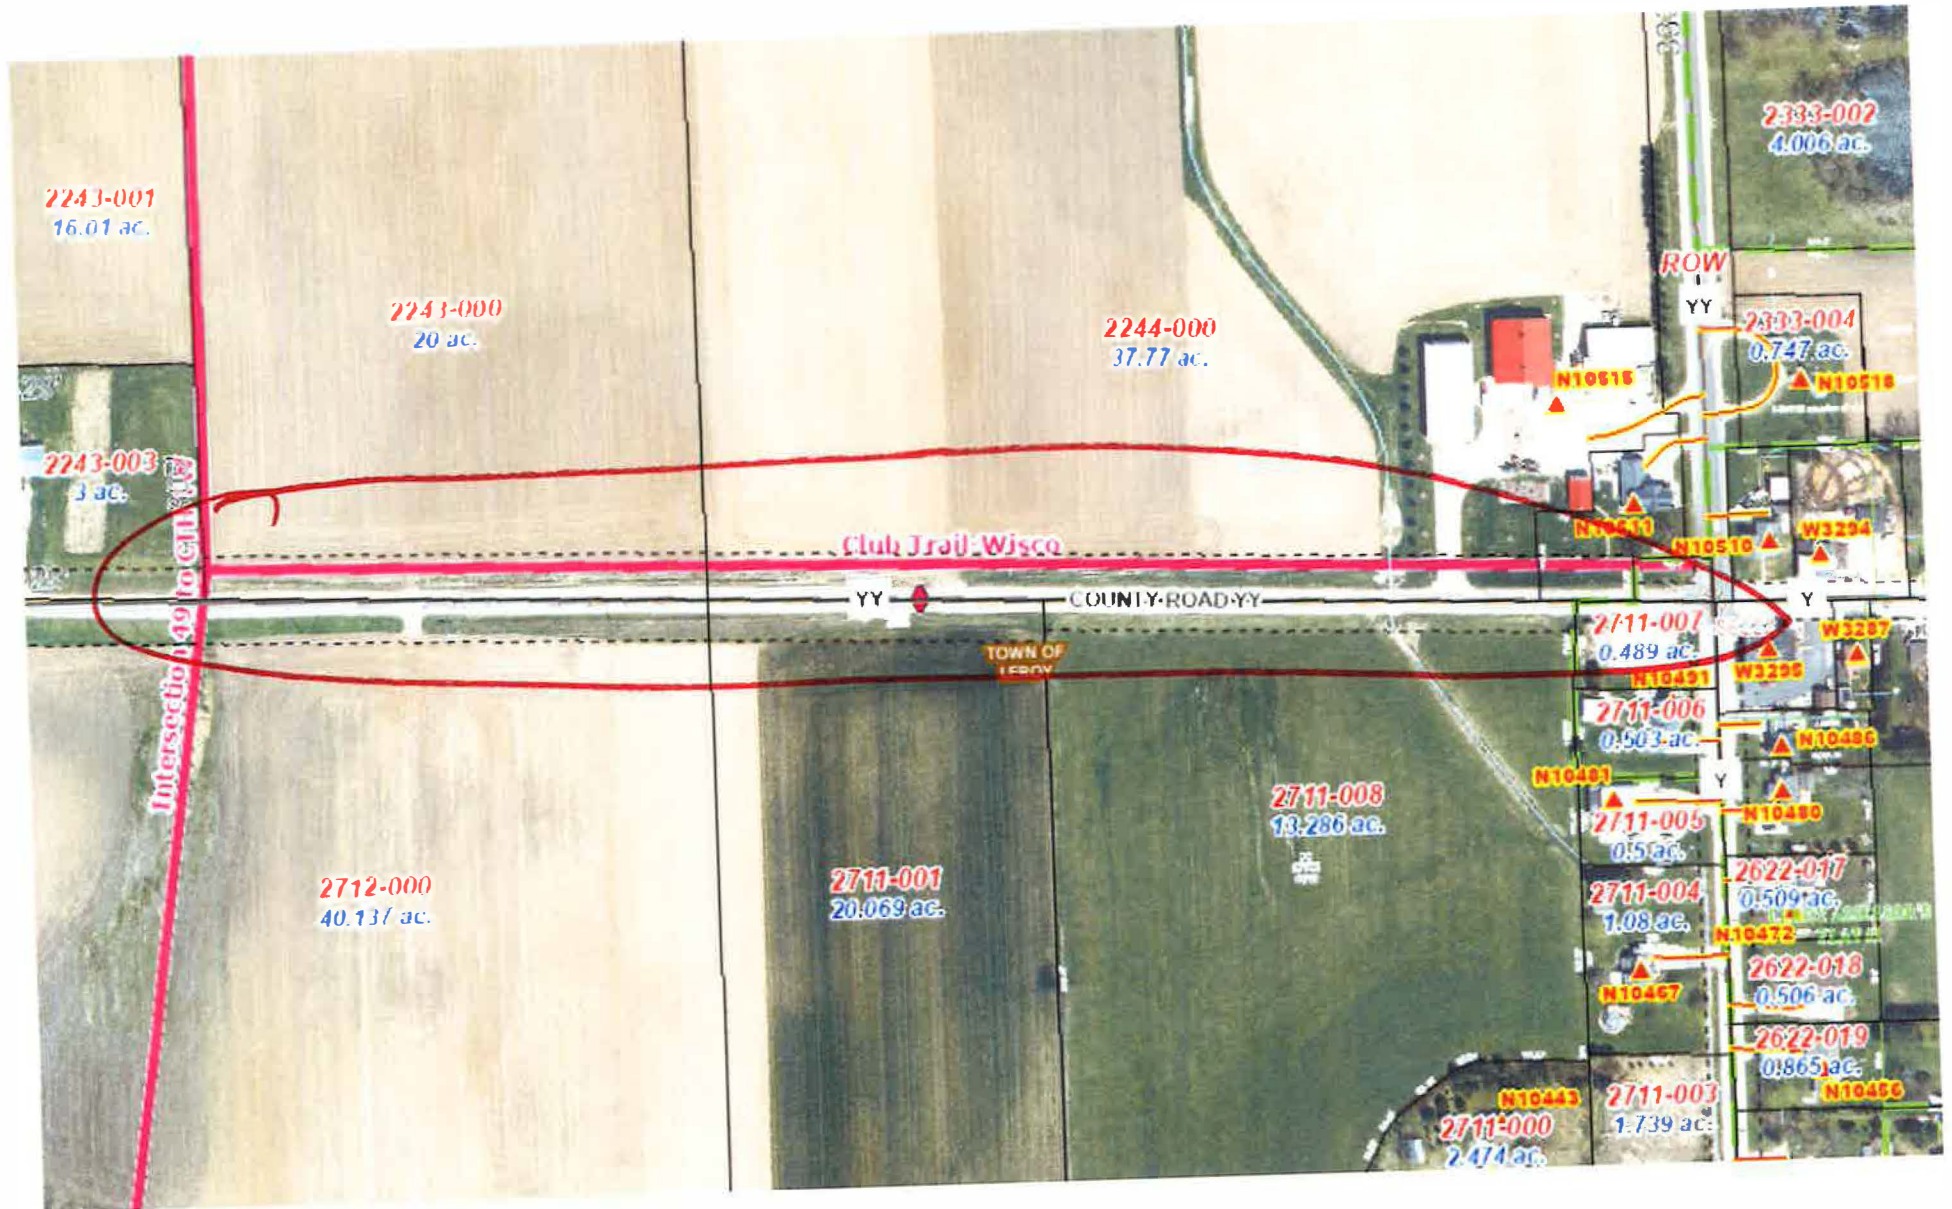 2333-002
4.006 ac.
2243-001
16.01 ac.
ROW
YY
2243-000
20 ac.
2244-000
37.77 ac.
2333-004
0.747 ac.
N10515
N10518
2243-003
3 ac.
N10511
N10510
W3294
Club Trail-Wisco
Intersection 49 to CTH W
YY
COUNTY ROAD YY
Y
2711-007
0.489 ac.
W3287
TOWN OF
LEROY
W3295
N10491
2711-006
0.503 ac.
N10486
N10481
Y
N10480
2711-008
13.286 ac.
2711-005
0.5 ac.
2712-000
40.137 ac.
2711-001
20.069 ac.
2622-017
0.509 ac.
2711-004
1.08 ac.
N10472
2622-018
0.506 ac.
N10467
2622-019
0.865 ac.
N10456
N10443
2711-003
1.739 ac.
2711-000
2.474 ac.